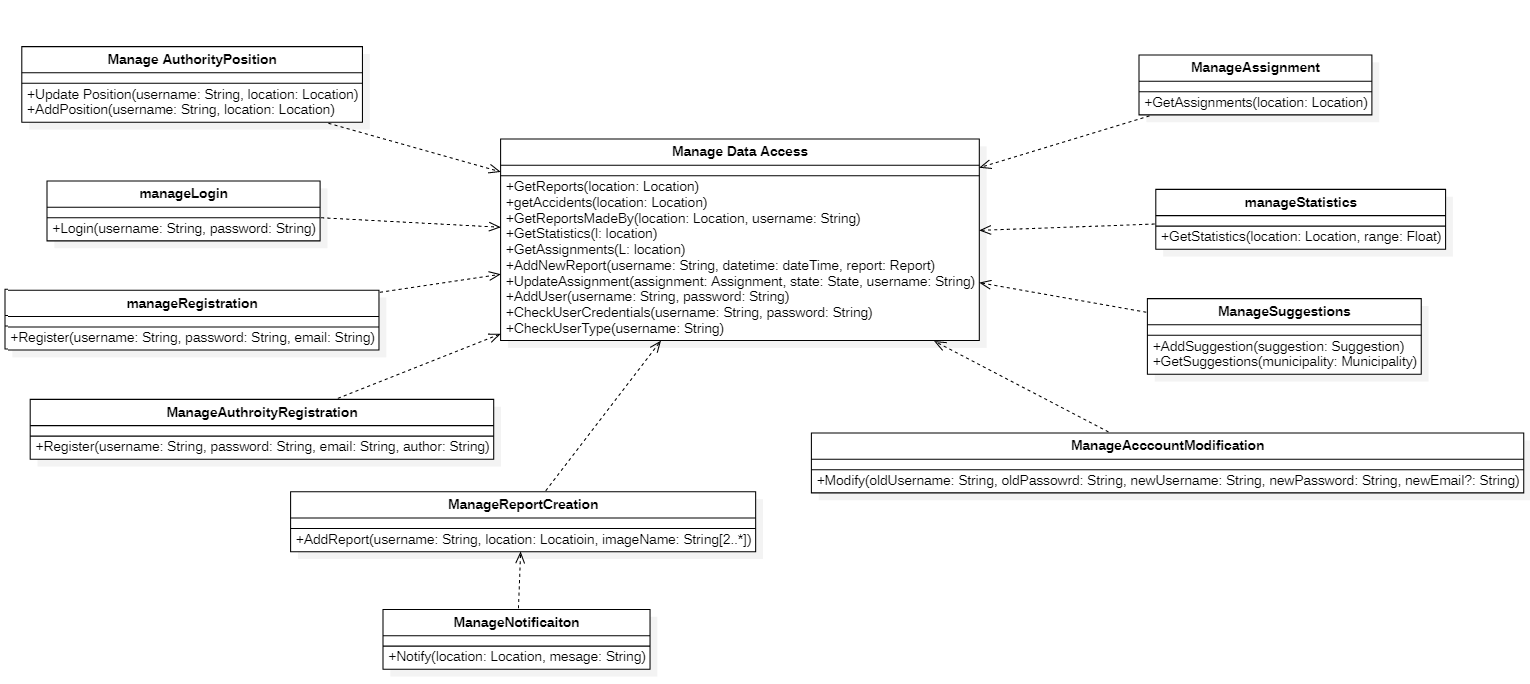 Manage AuthorityPosition
+Update Position(username: String, location: Location)
+AddPosition(username: String, location: Location)
ManageAssignment
+GetAssignments(location: Location)
Manage Data Access
+GetReports(location: Location)
+getAccidents(location: Location)
+GetReportsMadeBy(location: Location, username: String)
+GetStatistics(l: location)
+GetAssignments(L: location)
+AddNewReport(username: String, datetime: dateTime, report: Report)
+UpdateAssignment(assignment: Assignment, state: State, username: String)
+AddUser(username: String, password: String)
+CheckUserCredentials(username: String, password: String)
+CheckUserType(username: String)
manageLogin
+Login(username: String, password: String)
manageStatistics
+GetStatistics(location: Location, range: Float)
manageRegistration
+Register(username: String, password: String, email: String)
ManageSuggestions
+AddSuggestion(suggestion: Suggestion)
+GetSuggestions(municipality: Municipality)
ManageAuthroityRegistration
+Register(username: String, password: String, email: String, author: String)
ManageAcccountModification
+Modify(oldUsername: String, oldPassowrd: String, newUsername: String, newPassword: String, newEmail?: String)
ManageReportCreation
+AddReport(username: String, location: Locatioin, imageName: String[2..*])
ManageNotificaiton
+Notify(location: Location, mesage: String)